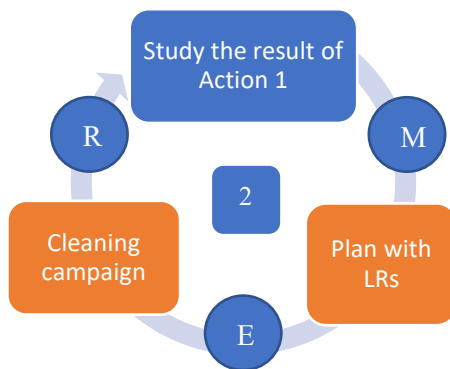 Study the result of
Action 1
R
M
2
Cleaning
campaign
Plan with
LRs
E